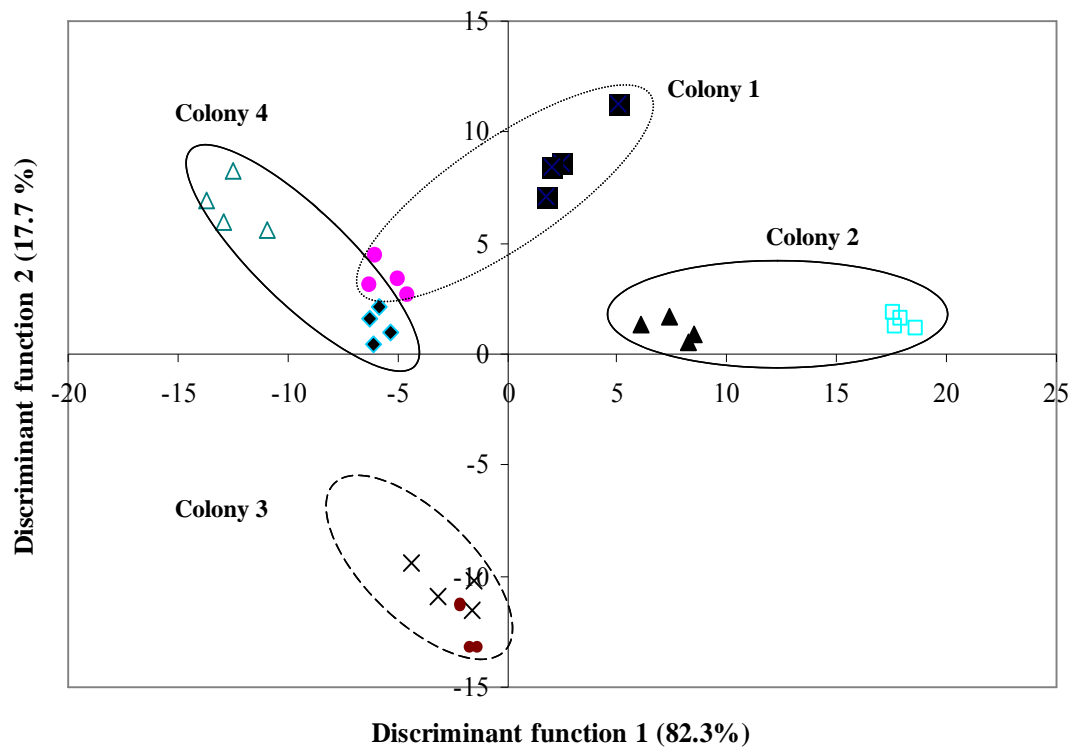 15
Colony 1
Colony 4
10
5
Colony 2
0
-20 -15 -10 -5 0 5 10 15 20 25
-5
Colony 3
-10
-15
Discriminant function 2 (17.7 %)
Discriminant function 1 (82.3%)